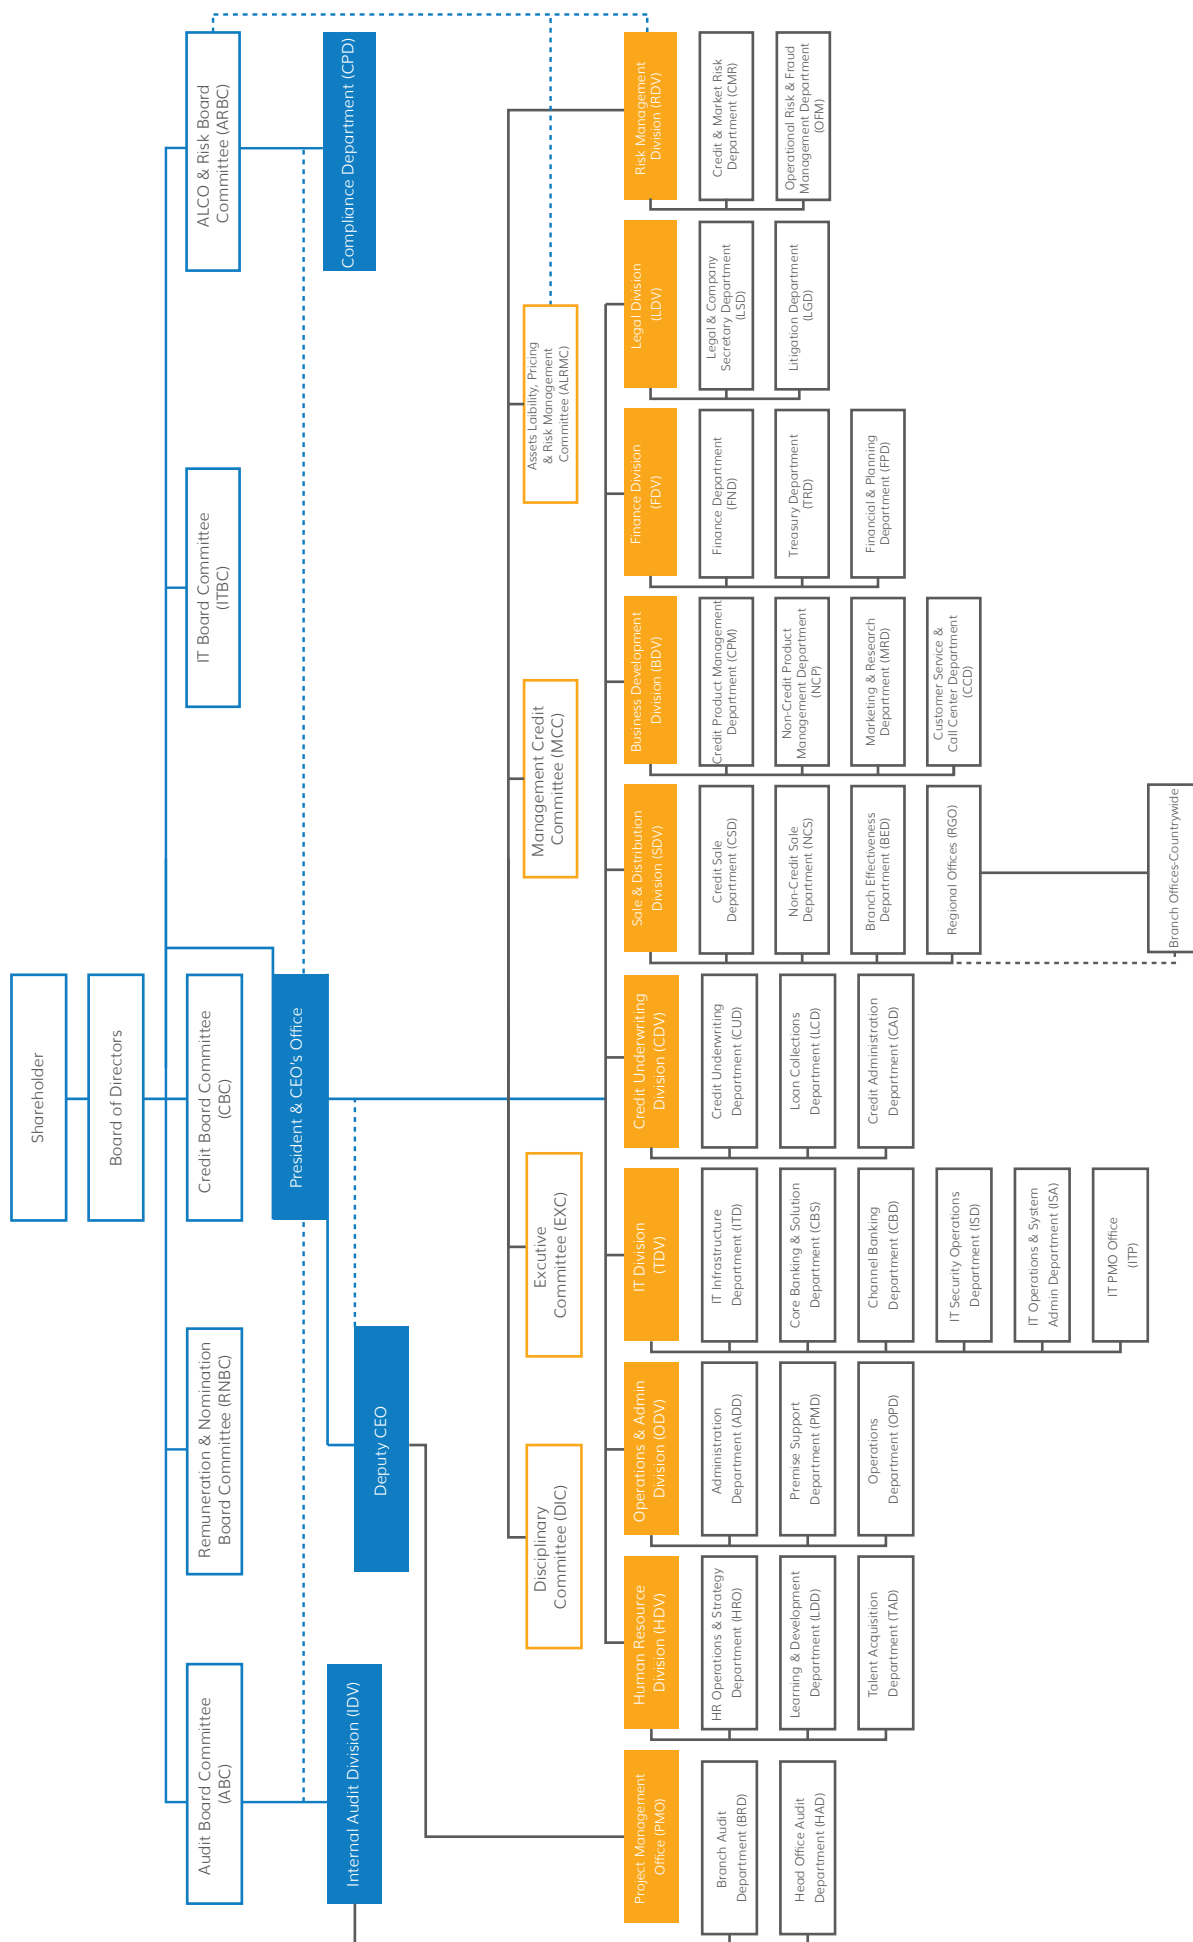 Shareholder
Board of Directors
Audit Board Committee
(ABC)
Remuneration & Nomination
Board Committee (RNBC)
Credit Board Committee
(CBC)
IT Board Committee
(ITBC)
ALCO & Risk Board
Committee (ARBC)
President & CEO's Office
Internal Audit Division (IDV)
Deputy CEO
Compliance Department (CPD)
Disciplinary
Committee (DIC)
Excutive
Committee (EXC)
Management Credit
Committee (MCC)
Assets Laibility, Pricing
& Risk Management
Committee (ALRMC)
Project Management
Office (PMO)
Human Resource
Division (HDV)
Operations & Admin
Division (ODV)
IT Division
(TDV)
Credit Underwriting
Division (CDV)
Sale & Distribution
Division (SDV)
Business Development
Division (BDV)
Finance Division
(FDV)
Legal Division
(LDV)
Risk Management
Division (RDV)
Branch Audit
Department (BRD)
Head Office Audit
Department (HAD)
HR Operations & Strategy
Department (HRO)
Learning & Development
Department (LDD)
Talent Acquisition
Department (TAD)
Administration
Department (ADD)
Premise Support
Department (PMD)
Operations
Department (OPD)
IT Infrastructure
Department (ITD)
Core Banking & Solution
Department (CBS)
Channel Banking
Department (CBD)
IT Security Operations
Department (ISD)
IT Operations & System
Admin Department (ISA)
IT PMO Office
(ITP)
Credit Underwriting
Department (CUD)
Loan Collections
Department (LCD)
Credit Administration
Department (CAD)
Credit Sale
Department (CSD)
Non-Credit Sale
Department (NCS)
Branch Effectiveness
Department (BED)
Regional Offices (RGO)
Branch Offices-Countrywide
Credit Product Management
Department (CPM)
Non-Credit Product
Management Department
(NCP)
Marketing & Research
Department (MRD)
Customer Service &
Call Center Department
(CCD)
Finance Department
(FND)
Treasury Department
(TRD)
Financial & Planning
Department (FPD)
Legal & Company
Secretary Department
(LSD)
Litigation Department
(LGD)
Credit & Market Risk
Department (CMR)
Operational Risk & Fraud
Management Department
(OFM)